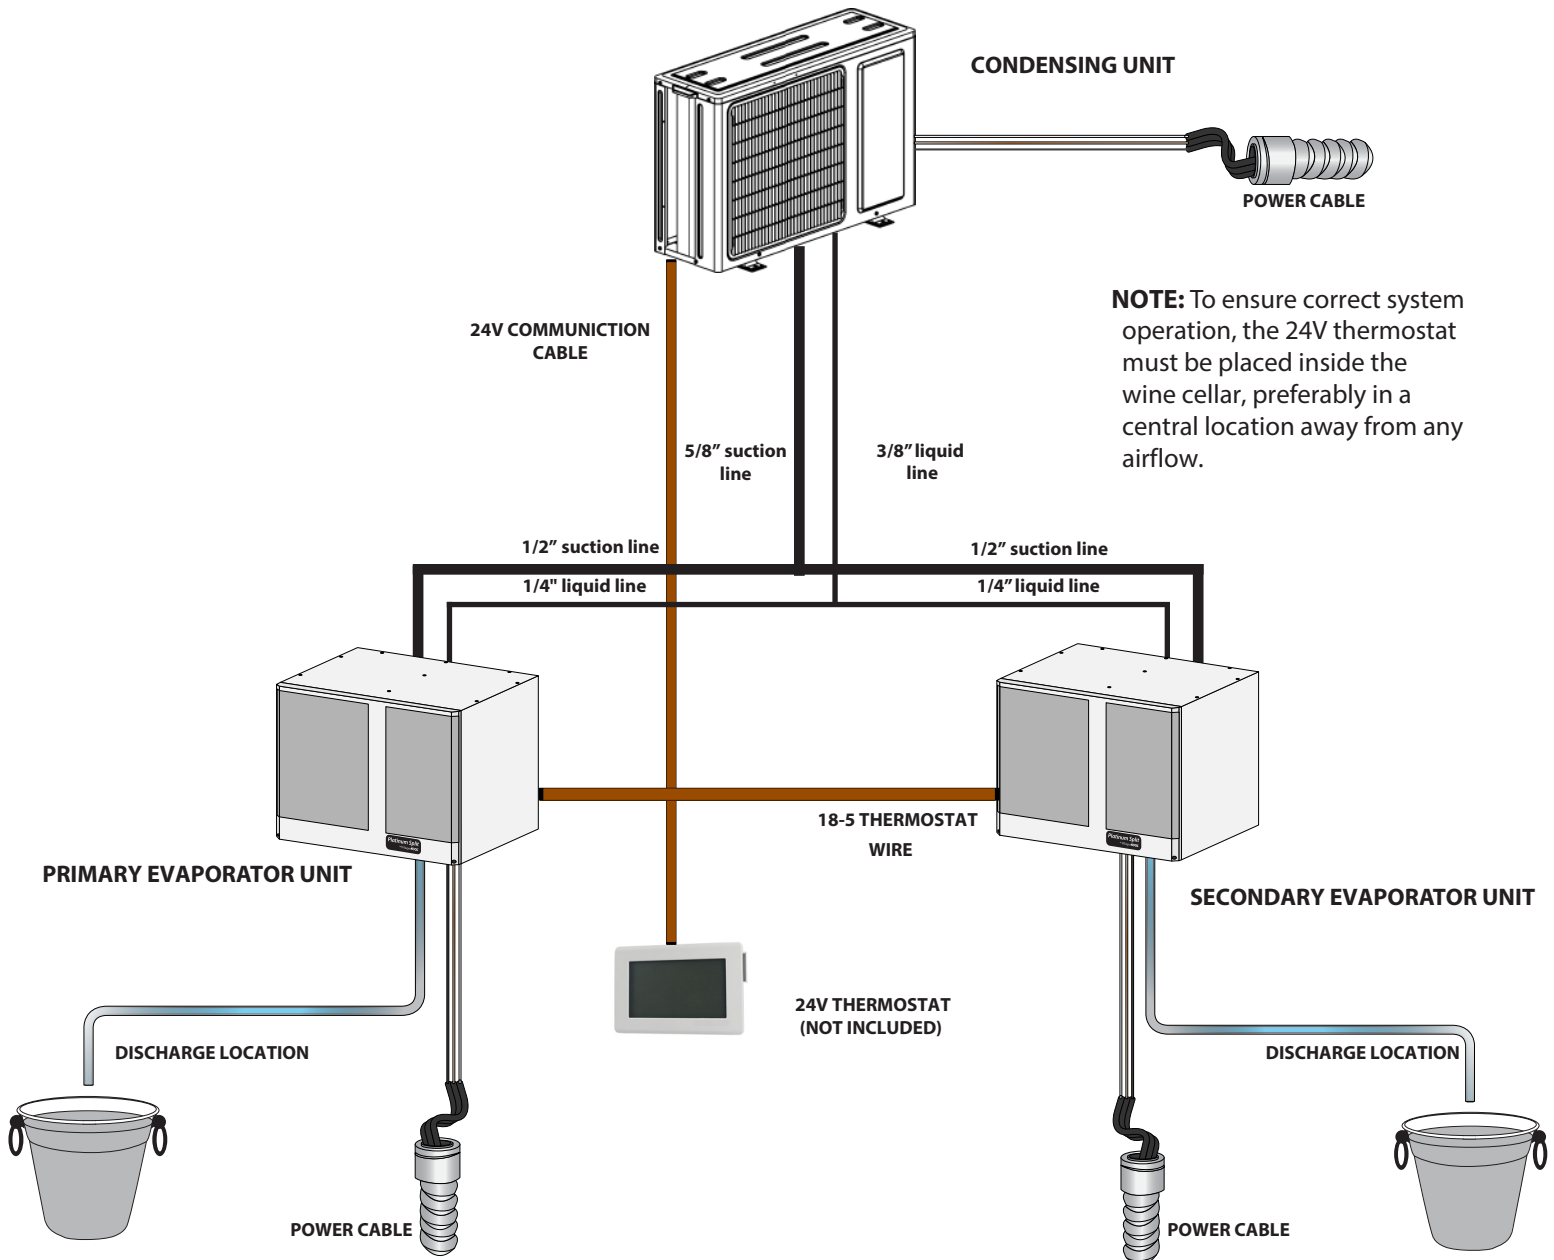 CONDENSING UNIT
POWER CABLE
NOTE: To ensure correct system
operation, the 24V thermostat
must be placed inside the
wine cellar, preferably in a
central location away from any
airflow.
24V COMMUNICTION
CABLE
5/8” suction
line
3/8” liquid
line
1/2” suction line
1/2” suction line
1/4" liquid line
1/4” liquid line
Platinum Split
Platinum Split
18-5 THERMOSTAT
WIRE
PRIMARY EVAPORATOR UNIT
SECONDARY EVAPORATOR UNIT
24V THERMOSTAT
(NOT INCLUDED)
DISCHARGE LOCATION
DISCHARGE LOCATION
POWER CABLE
POWER CABLE